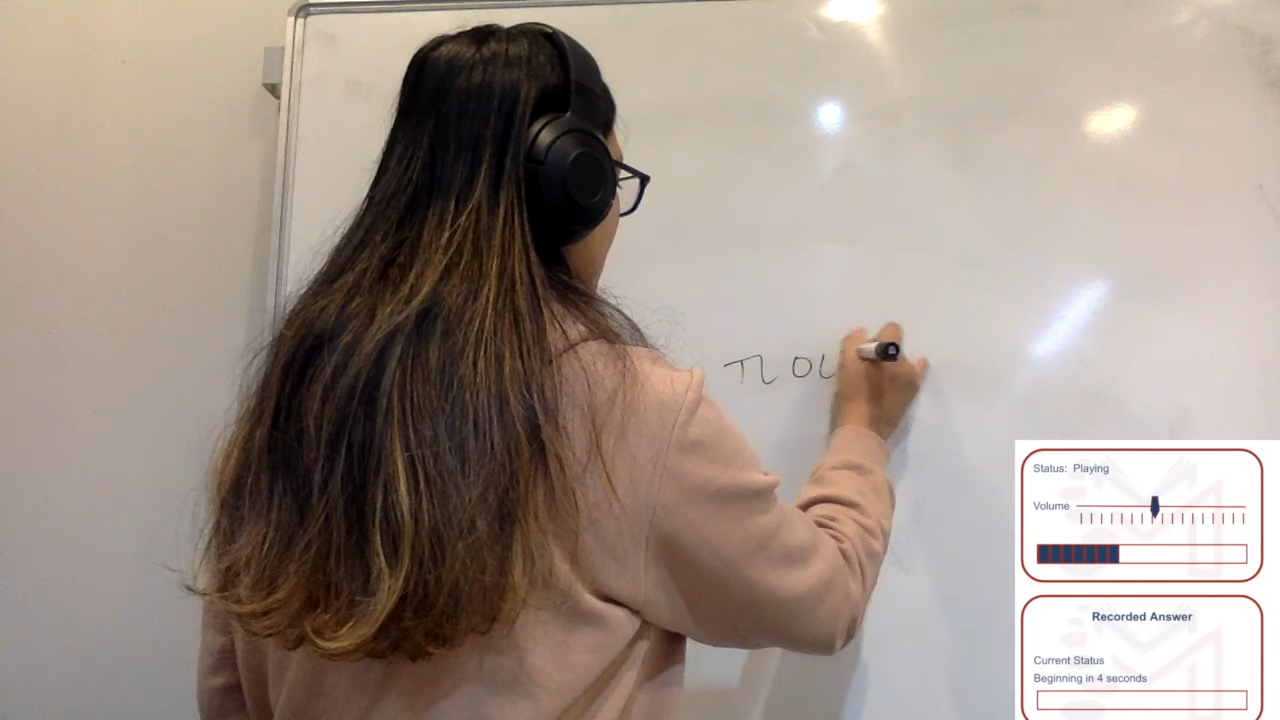 Status: Playing
Volume
Recorded Answer
Current Status
Beginning in 4 seconds